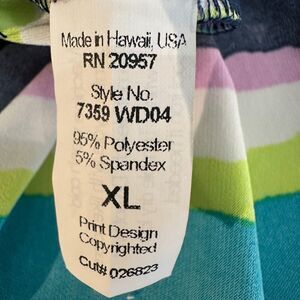 Made in Hawaii, USA
RN 20957
Style No.
7359 WD04
95% Polyester
5% Spandex
XL
Print Design
Copyrighted
Cut# 026823